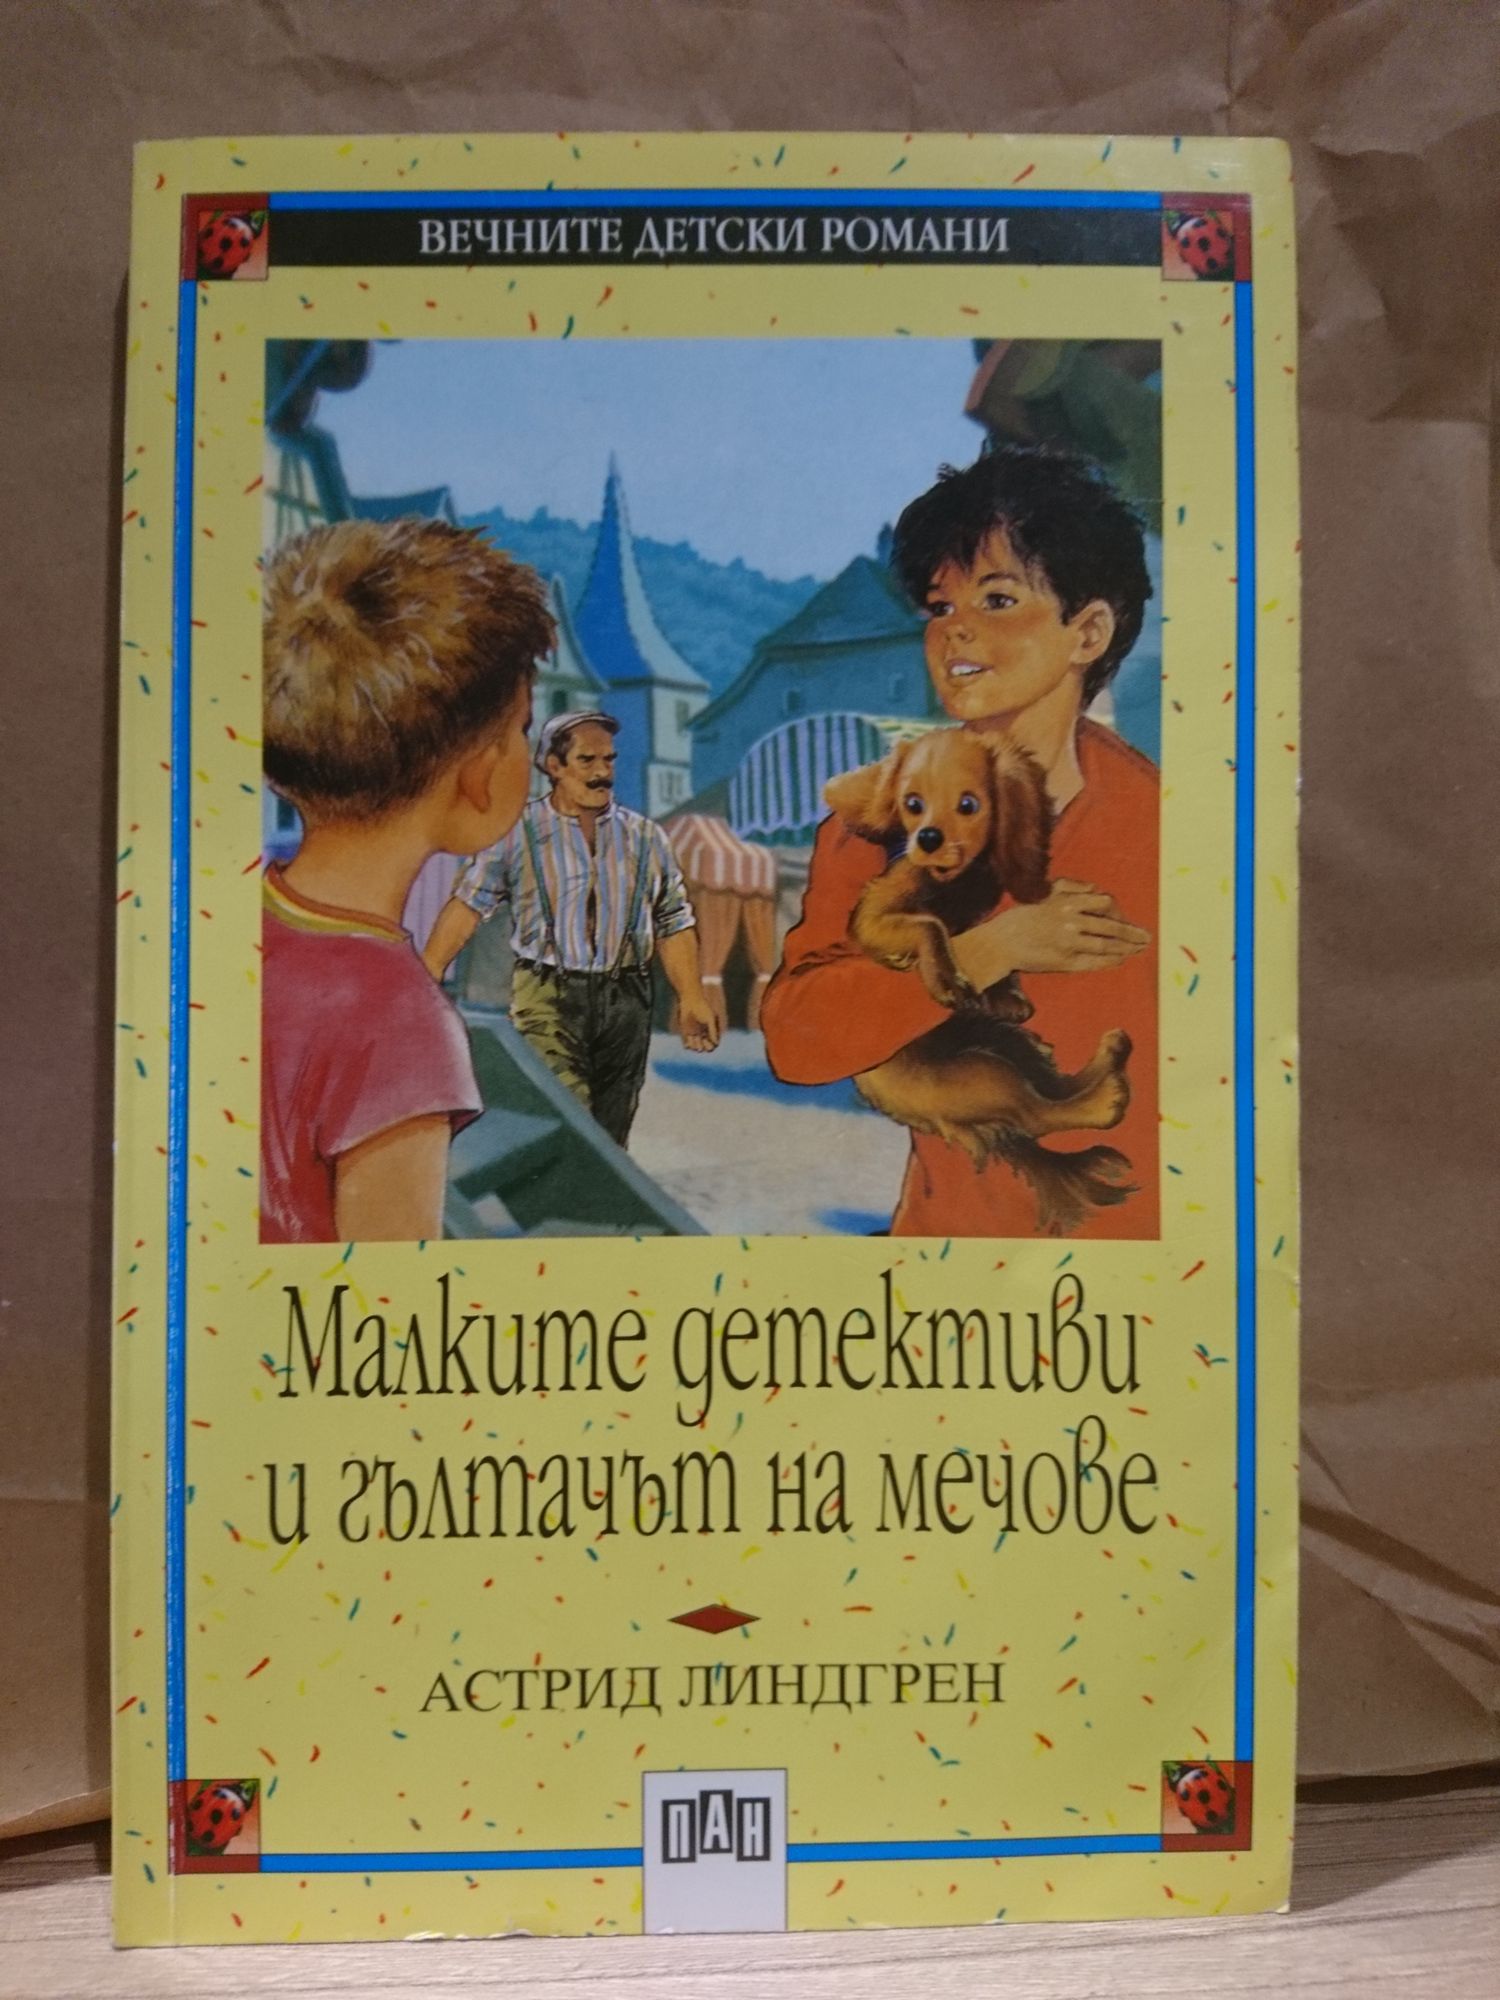 ВЕЧНИТЕ ДЕТСКИ РОМАНИ
Малките детективи
и гълтачът на мечове
АСТРИД ЛИНДГРЕН
ПАН